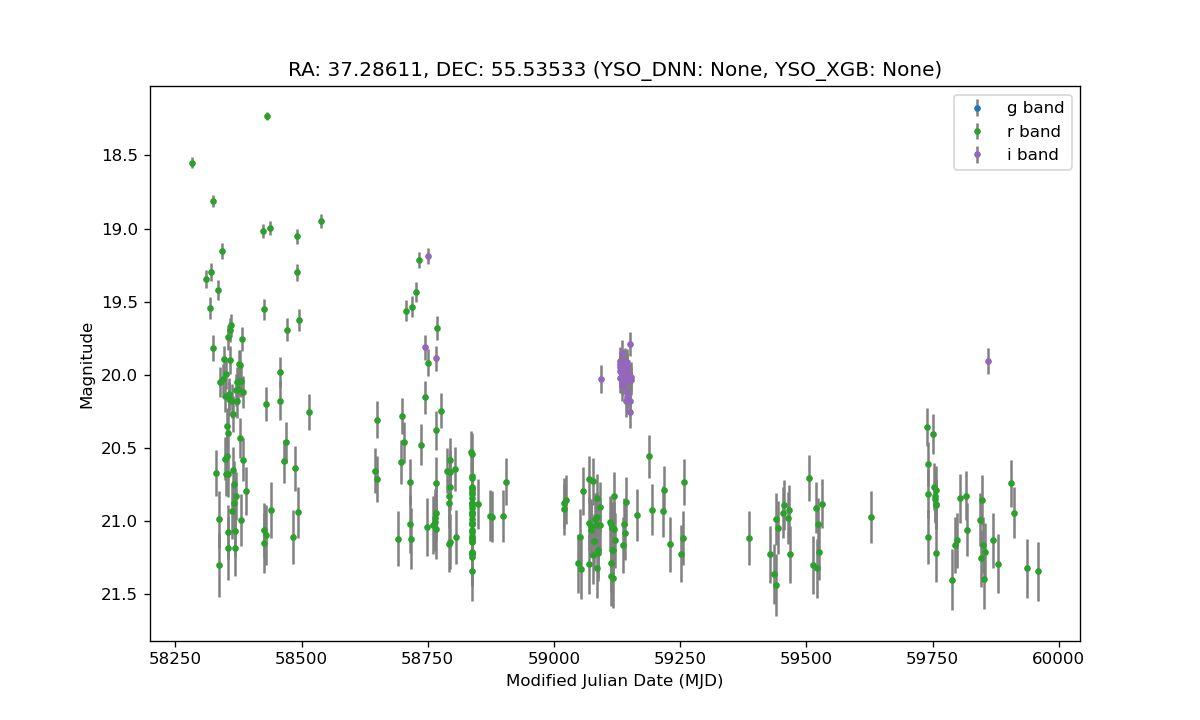 RA: 37.28611, DEC: 55.53533 (YSO_DNN: None, YSO_XGB: None)
g band
r band
i band
18.5
19.0
19.5
20.0
20.5
21.0
21.5
Magnitude
58250 58500 58750 59000 59250 59500 59750 60000
Modified Julian Date (MJD)